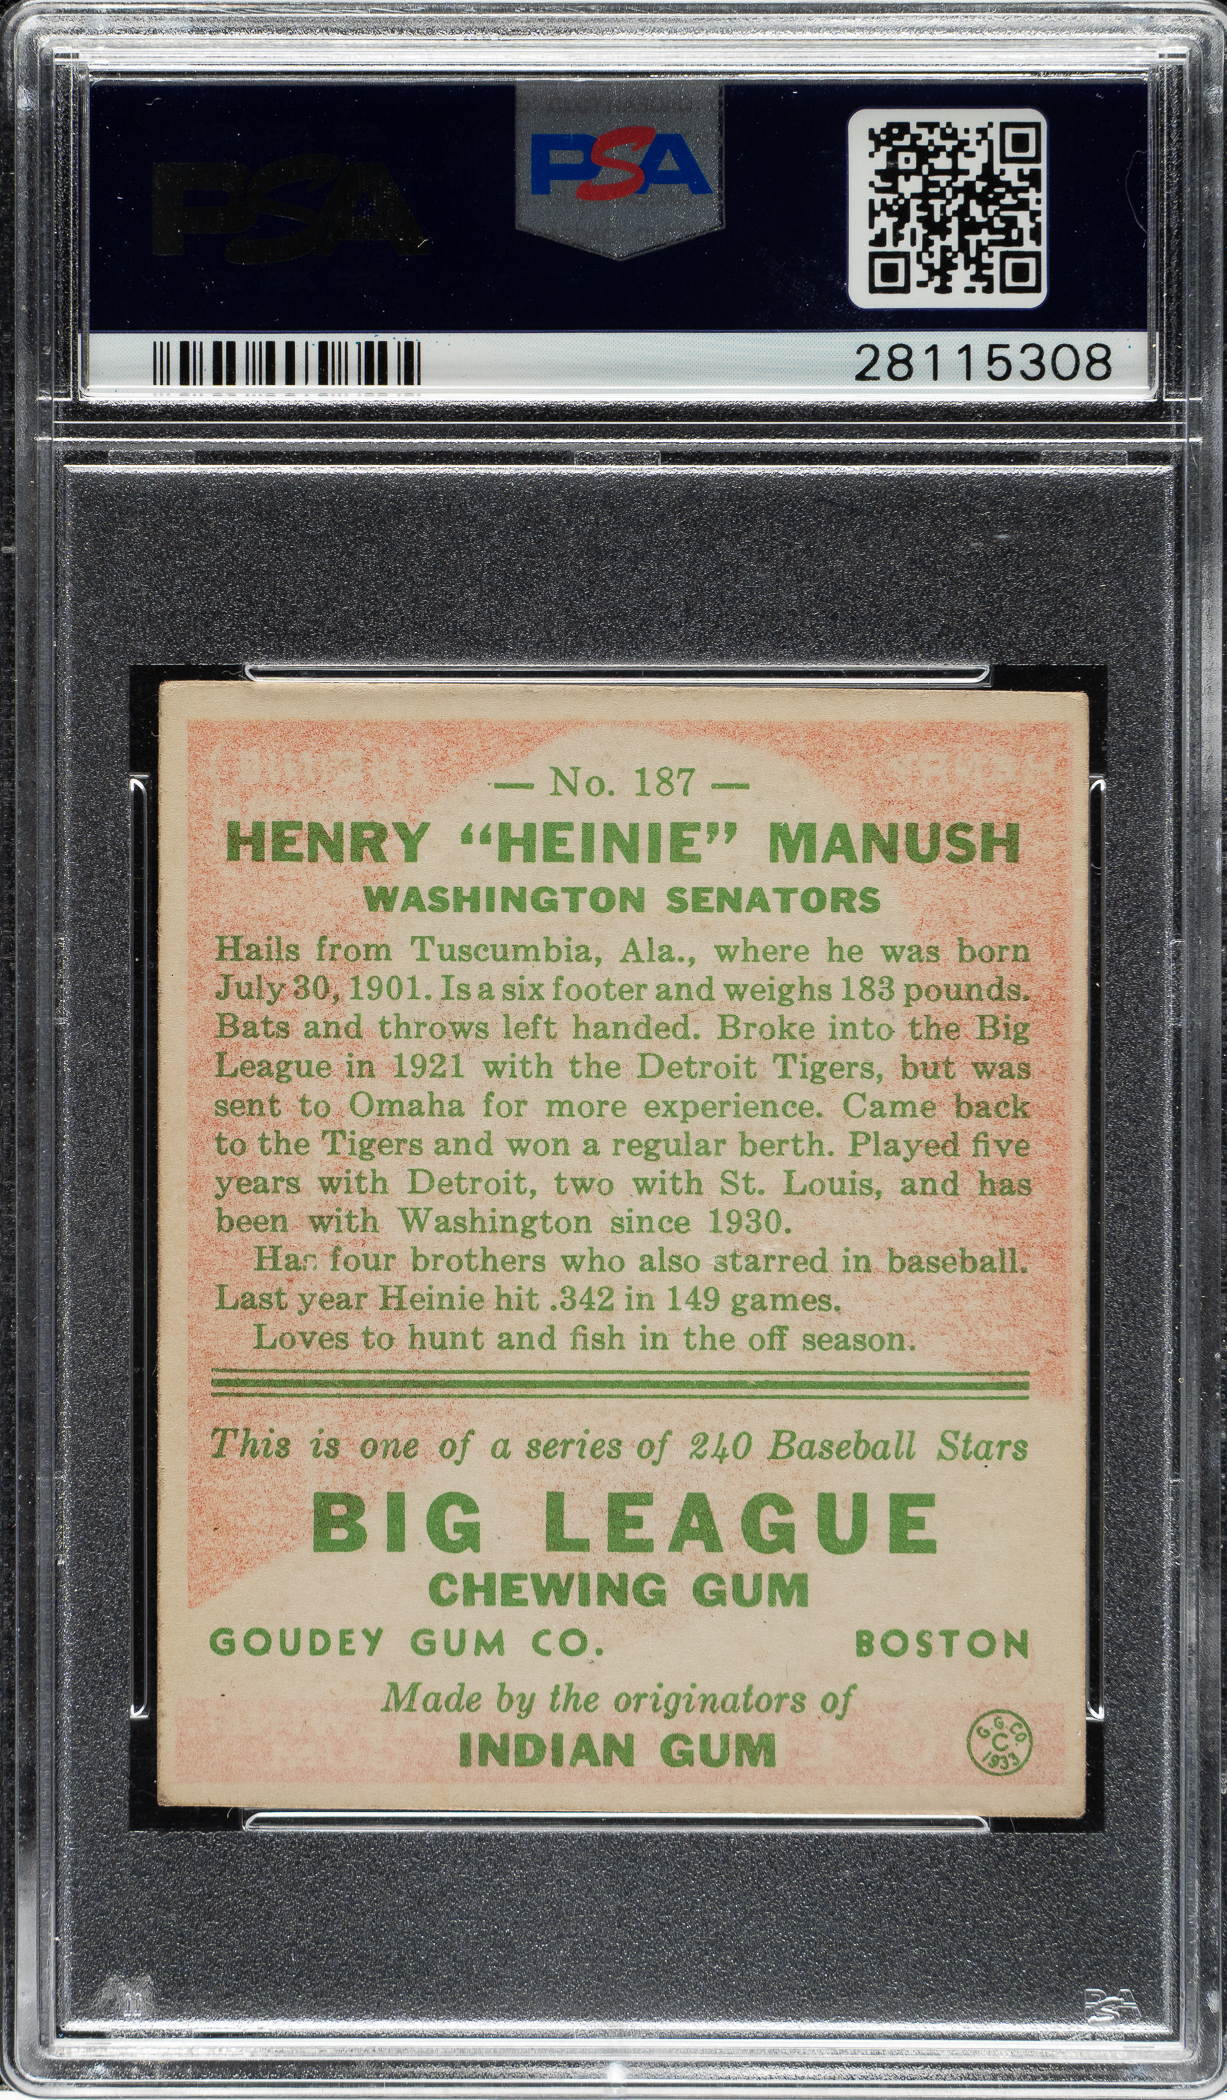 PSA
PSA
28115308
— No. 187 —
HENRY “HEINIE” MANUSH
WASHINGTON SENATORS
Hails from Tuscumbia, Ala., where he was born
July 30, 1901. Is a six footer and weighs 183 pounds.
Bats and throws left handed. Broke into the Big
League in 1921 with the Detroit Tigers, but was
sent to Omaha for more experience. Came back
to the Tigers and won a regular berth. Played five
years with Detroit, two with St. Louis, and has
been with Washington since 1930.
Has four brothers who also starred in baseball.
Last year Heinie hit .342 in 149 games.
Loves to hunt and fish in the off season.
This is one of a series of 240 Baseball Stars
BIG LEAGUE
CHEWING GUM
GOUDEY GUM CO. BOSTON
Made by the originators of
INDIAN GUM
G.G.CO.
C
1933
PSA